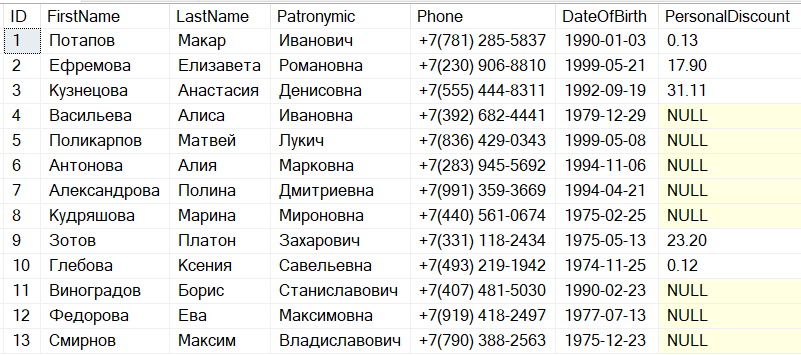 ID FirstName LastName Patronymic Phone DateOfBirth PersonalDiscount
1 Потапов Макар Иванович +7(781) 285-5837 1990-01-03 0.13
2 Ефремова Елизавета Романовна +7(230) 906-8810 1999-05-21 17.90
3 Кузнецова Анастасия Денисовна +7(555) 444-8311 1992-09-19 31.11
4 Васильева Алиса Ивановна +7(392) 682-4441 1979-12-29 NULL
5 Поликарпов Матвей Лукич +7(836) 429-0343 1999-05-08 NULL
6 Антонова Алия Марковна +7(283) 945-5692 1994-11-06 NULL
7 Александрова Полина Дмитриевна +7(991) 359-3669 1994-04-21 NULL
8 Кудряшова Марина Мироновна +7(440) 561-0674 1975-02-25 NULL
9 Зотов Платон Захарович +7(331) 118-2434 1975-05-13 23.20
10 Глебова Ксения Савельевна +7(493) 219-1942 1974-11-25 0.12
11 Виноградов Борис Станиславович +7(407) 481-5030 1990-02-23 NULL
12 Федорова Ева Максимовна +7(919) 418-2497 1977-07-13 NULL
13 Смирнов Максим Владиславович +7(790) 388-2563 1975-12-23 NULL